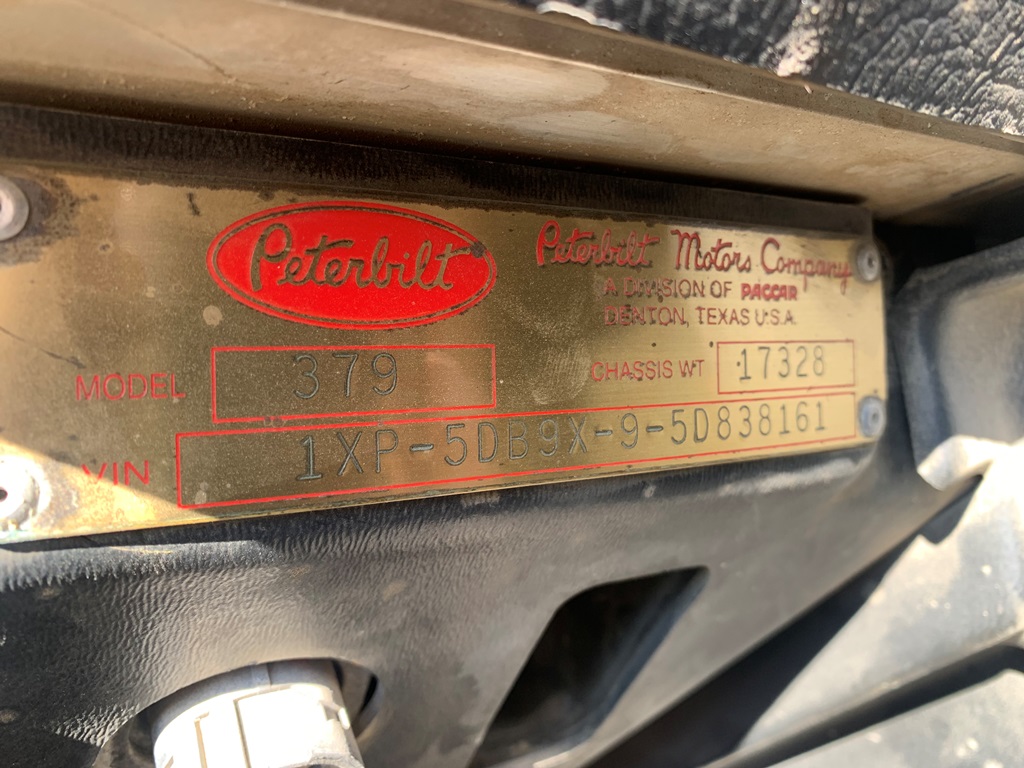 Peterbilt
Peterbilt Motors Company
A DIVISION OF PACCAR
DENTON, TEXAS U.S.A.
MODEL 379
CHASSIS WT 17328
VIN 1XP-5DB9X-9-5D838161